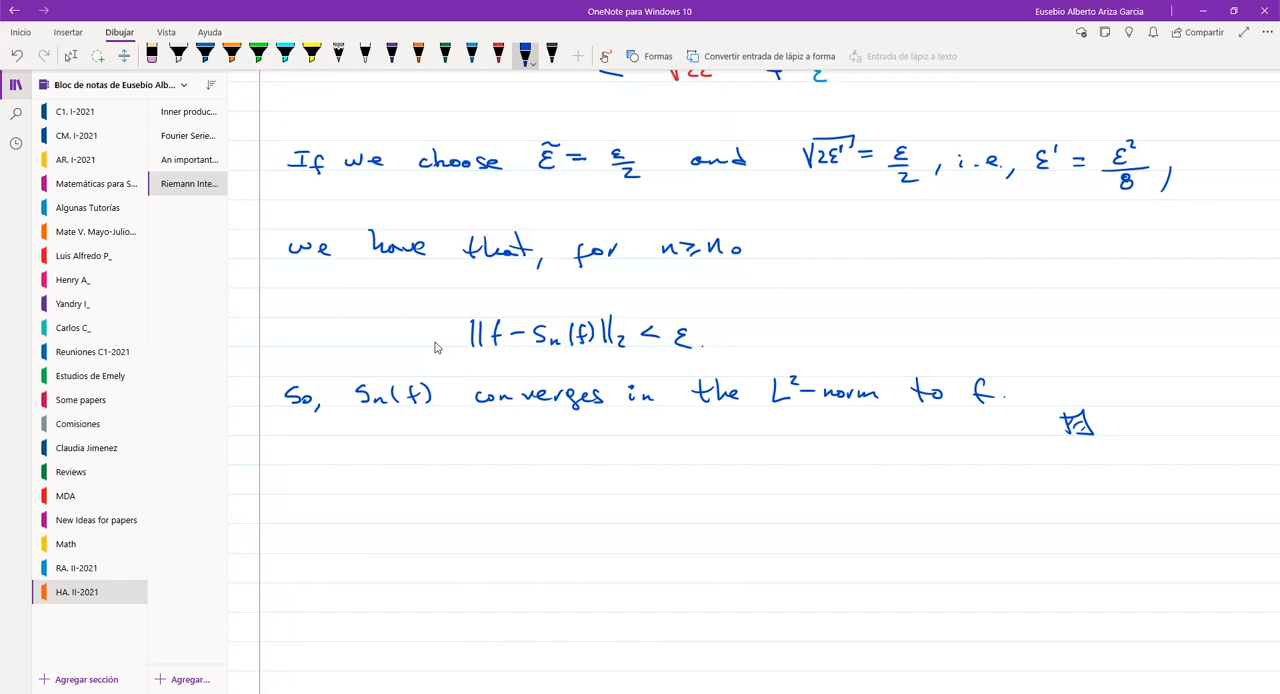 OneNote para Windows 10
Eusebio Alberto Ariza Garcia
Inicio Insertar Dibujar Vista Ayuda
Compartir
Formas Convertir entrada de lápiz a forma Entrada de lápiz a texto
Bloc de notas de Eusebio Alb...
C1. I-2021
CM. I-2021
AR. I-2021
Matemáticas para S...
Algunas Tutorías
Mate V. Mayo-Julio...
Luis Alfredo P_
Henry A_
Yandry I_
Carlos C_
Reuniones C1-2021
Estudios de Emely
Some papers
Comisiones
Claudia Jimenez
Reviews
MDA
New Ideas for papers
Math
RA. II-2021
HA. II-2021
Agregar sección
Inner produc...
Fourier Serie...
An important...
Riemann Inte...
Agregar...
If we choose ε̃ = ε/2 and √2ε' = ε/2, i.e., ε' = ε²/8,
we have that, for n ≥ n₀
||f - Sₙ(f)||₂ < ε.
So, Sₙ(f) converges in the L²-norm to f.